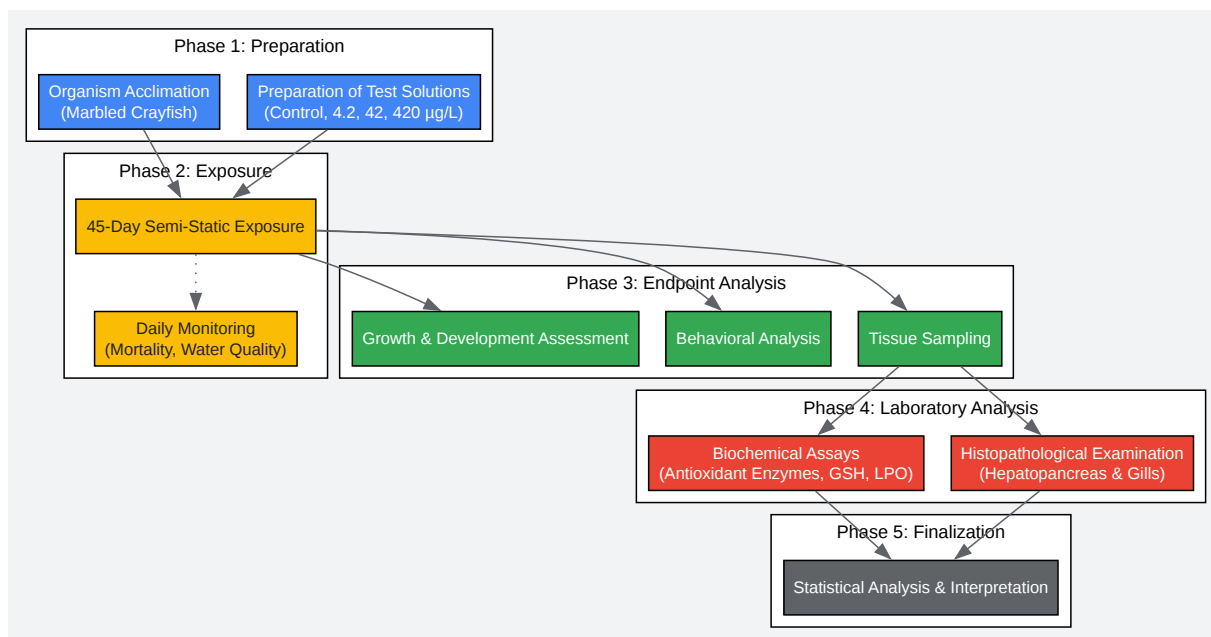 Phase 1: Preparation
Organism Acclimation
(Marbled Crayfish)
Preparation of Test Solutions
(Control, 4.2, 42, 420 µg/L)
Phase 2: Exposure
45-Day Semi-Static Exposure
Daily Monitoring
(Mortality, Water Quality)
Phase 3: Endpoint Analysis
Growth & Development Assessment
Behavioral Analysis
Tissue Sampling
Phase 4: Laboratory Analysis
Biochemical Assays
(Antioxidant Enzymes, GSH, LPO)
Histopathological Examination
(Hepatopancreas & Gills)
Phase 5: Finalization
Statistical Analysis & Interpretation